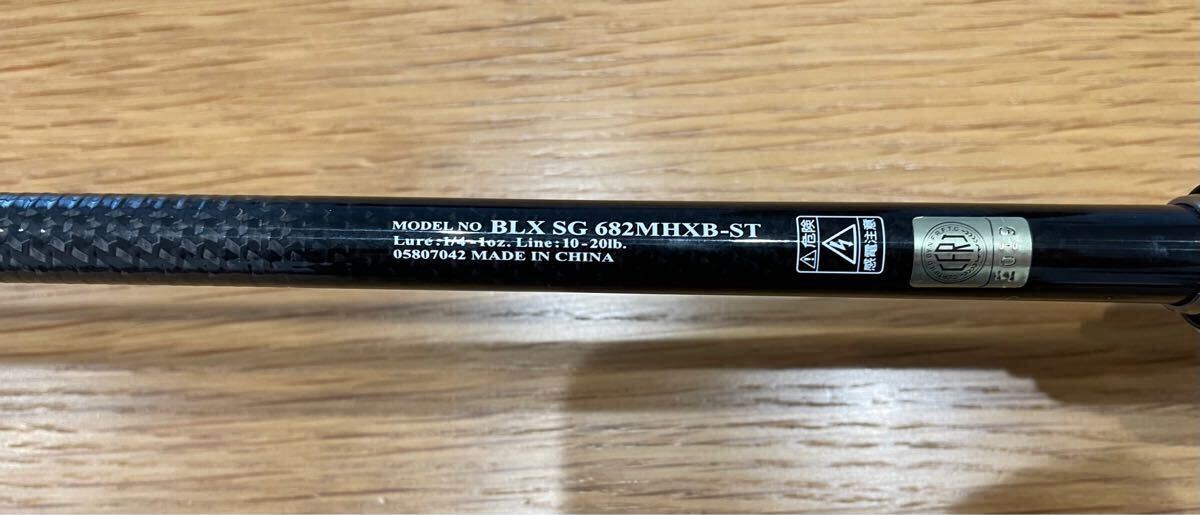 MODEL NO BLX SG 682MHXB-ST
Lure:1/4-1oz. Line:10-20lb.
05807042 MADE IN CHINA
危険
感電注意